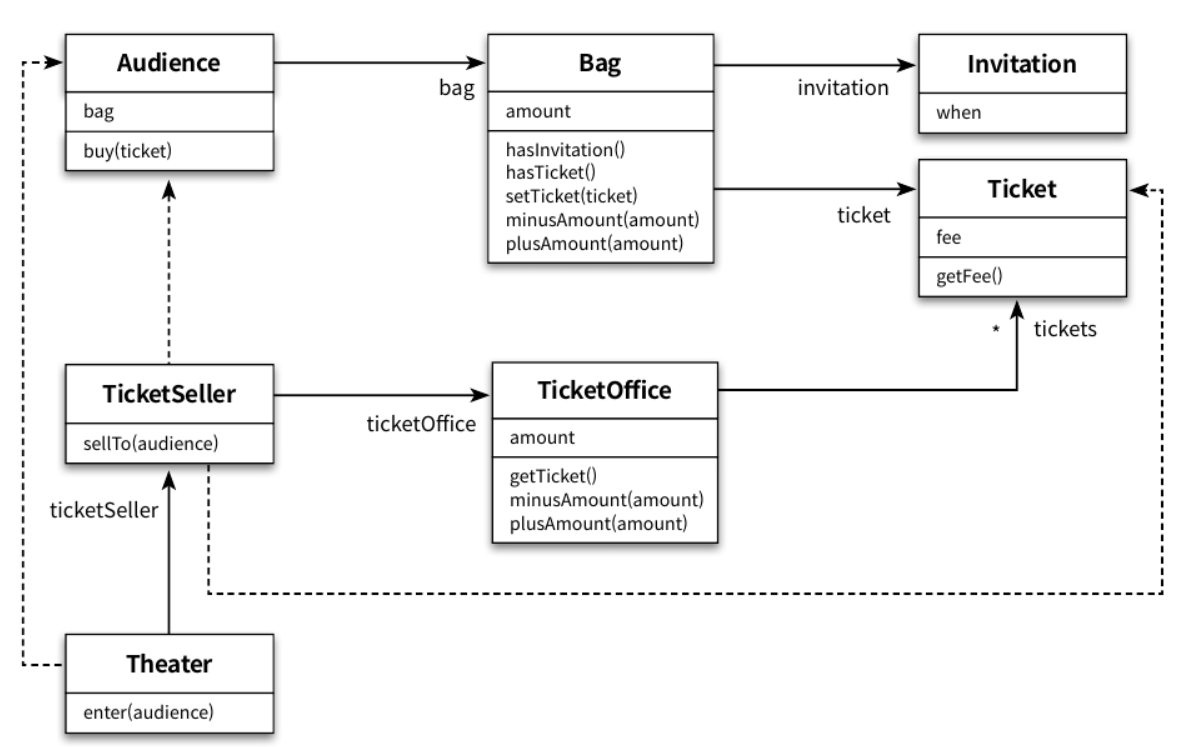 Audience
bag
buy(ticket)
bag
Bag
amount
hasInvitation()
hasTicket()
setTicket(ticket)
minusAmount(amount)
plusAmount(amount)
invitation
Invitation
when
ticket
Ticket
fee
getFee()
* tickets
TicketSeller
sellTo(audience)
ticketOffice
TicketOffice
amount
getTicket()
minusAmount(amount)
plusAmount(amount)
ticketSeller
Theater
enter(audience)